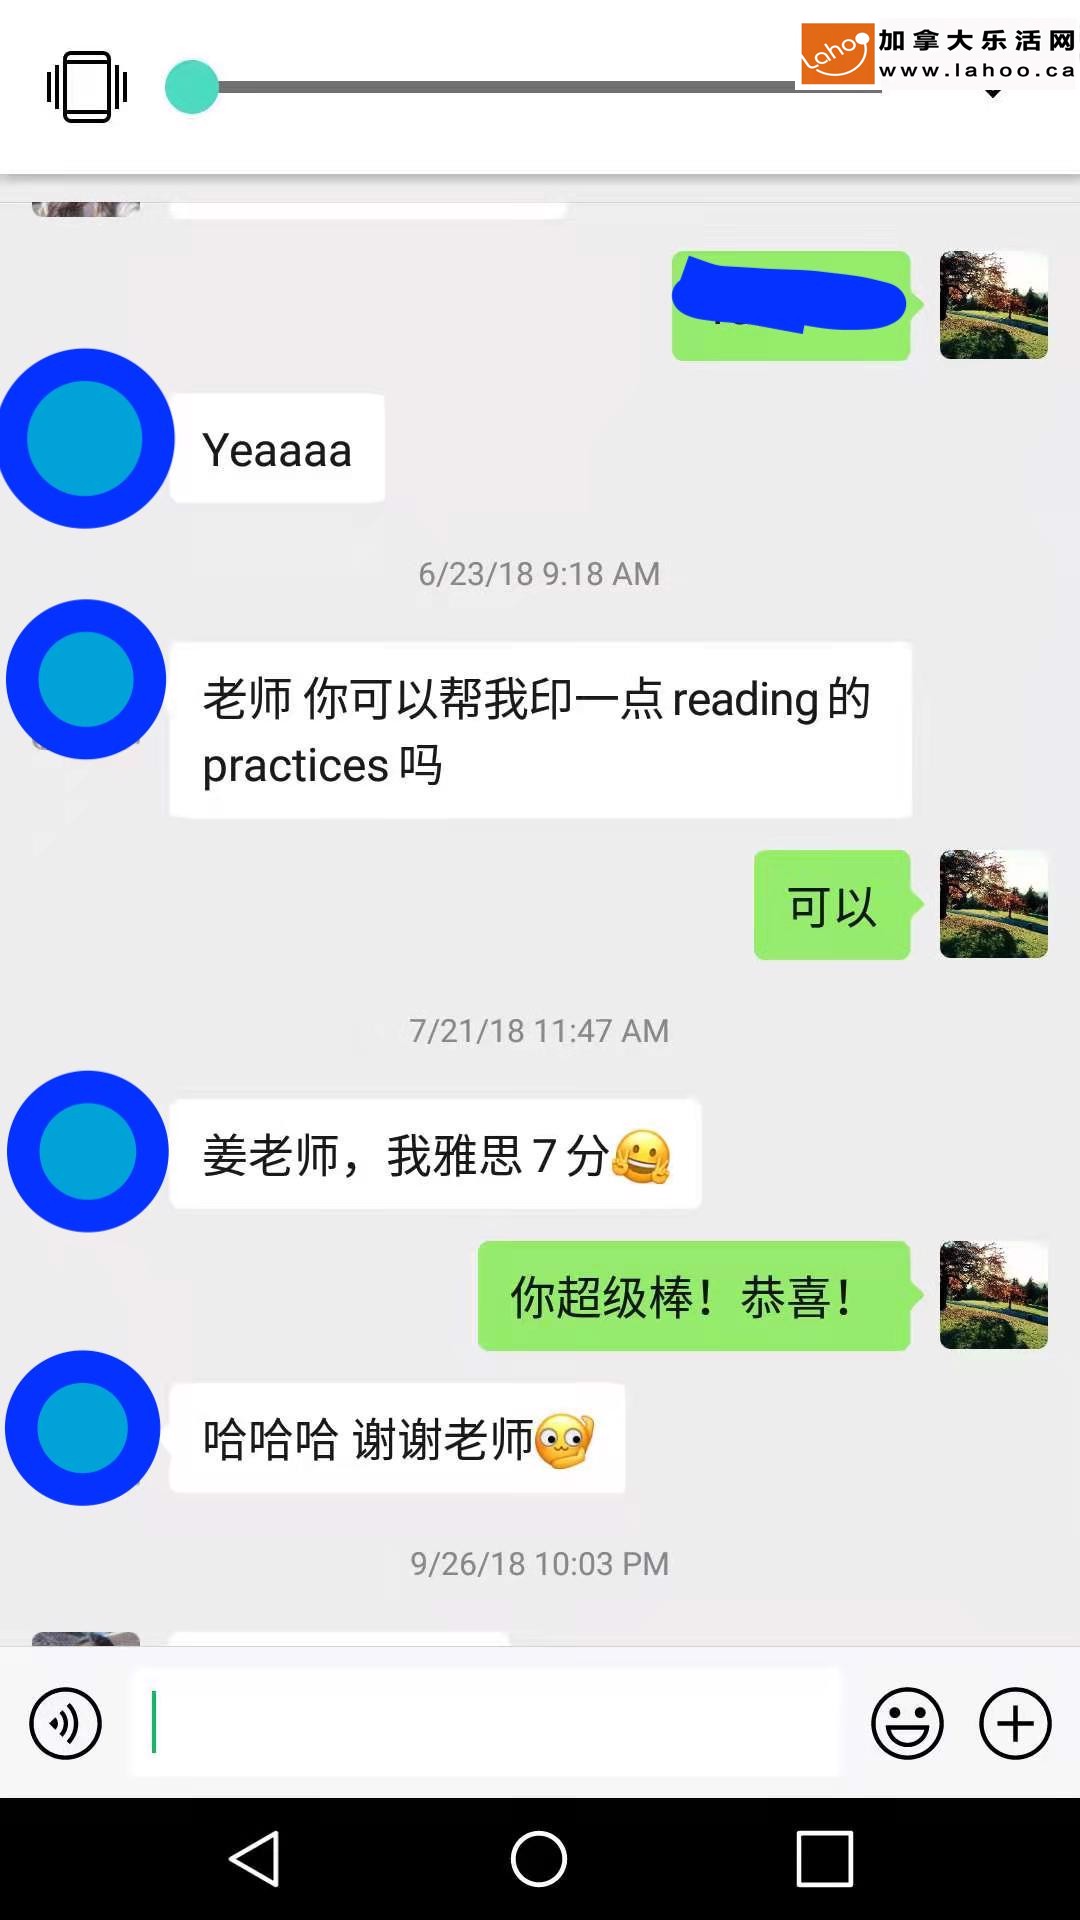 Lahoo 加拿大乐活网
www.lahoo.ca
Yeaaaa
6/23/18 9:18 AM
老师 你可以帮我印一点 reading 的
practices 吗
可以
7/21/18 11:47 AM
姜老师，我雅思 7 分
你超级棒！恭喜！
哈哈哈 谢谢老师
9/26/18 10:03 PM